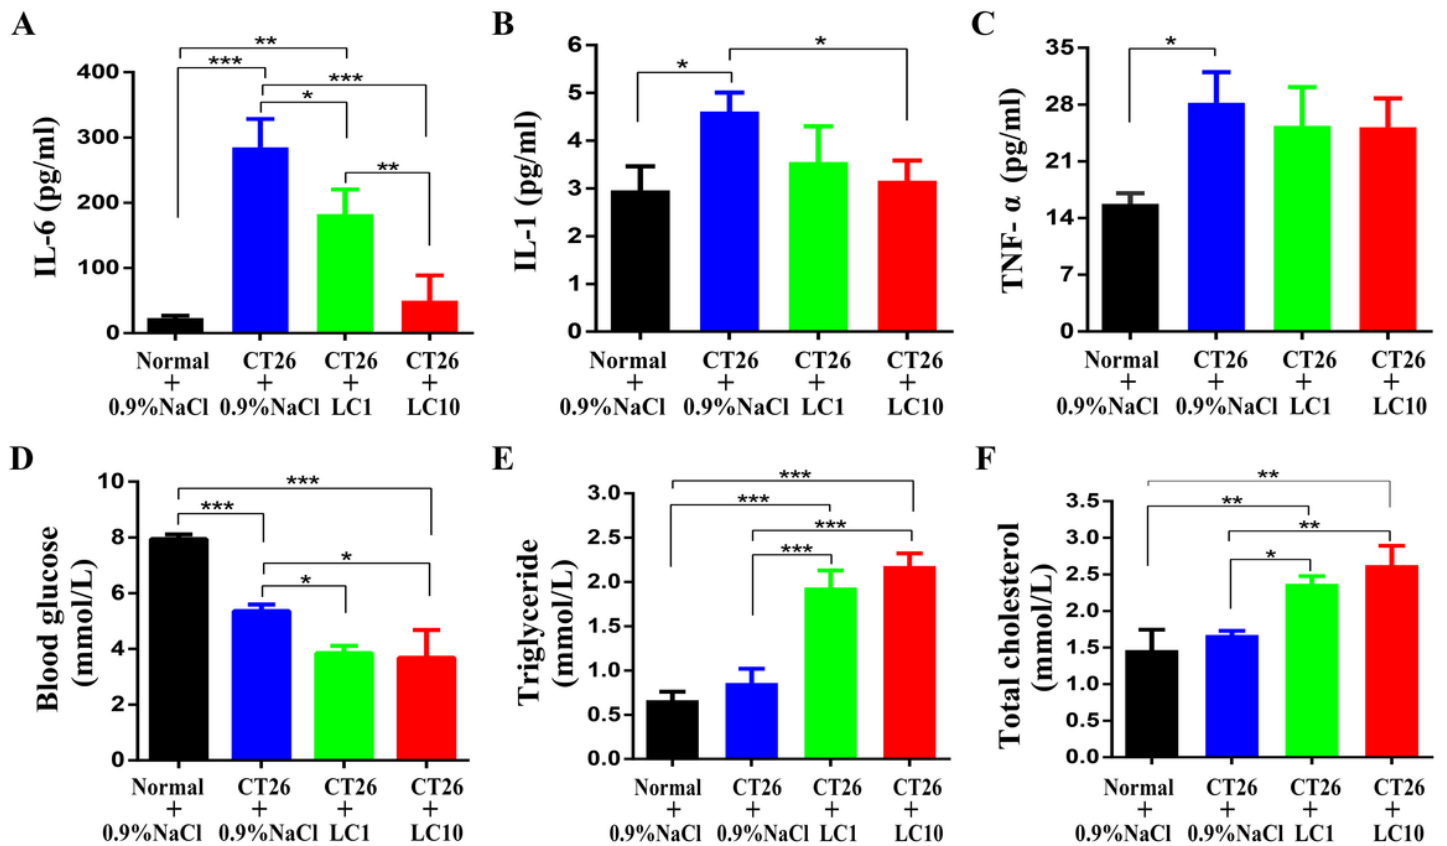 A
IL-6 (pg/ml)
400
300
200
100
0
***
**
***
*
**
Normal + 0.9%NaCl
CT26 + 0.9%NaCl
CT26 + LC1
CT26 + LC10
B
IL-1 (pg/ml)
6
5
4
3
2
1
0
*
*
Normal + 0.9%NaCl
CT26 + 0.9%NaCl
CT26 + LC1
CT26 + LC10
C
TNF- α (pg/ml)
35
28
21
14
7
0
*
Normal + 0.9%NaCl
CT26 + 0.9%NaCl
CT26 + LC1
CT26 + LC10
D
Blood glucose
(mmol/L)
10
8
6
4
2
0
***
***
*
*
Normal + 0.9%NaCl
CT26 + 0.9%NaCl
CT26 + LC1
CT26 + LC10
E
Triglyceride
(mmol/L)
3.0
2.5
2.0
1.5
1.0
0.5
0.0
***
***
***
***
Normal + 0.9%NaCl
CT26 + 0.9%NaCl
CT26 + LC1
CT26 + LC10
F
Total cholesterol
(mmol/L)
3.5
3.0
2.5
2.0
1.5
1.0
0.5
0.0
**
**
**
*
Normal + 0.9%NaCl
CT26 + 0.9%NaCl
CT26 + LC1
CT26 + LC10